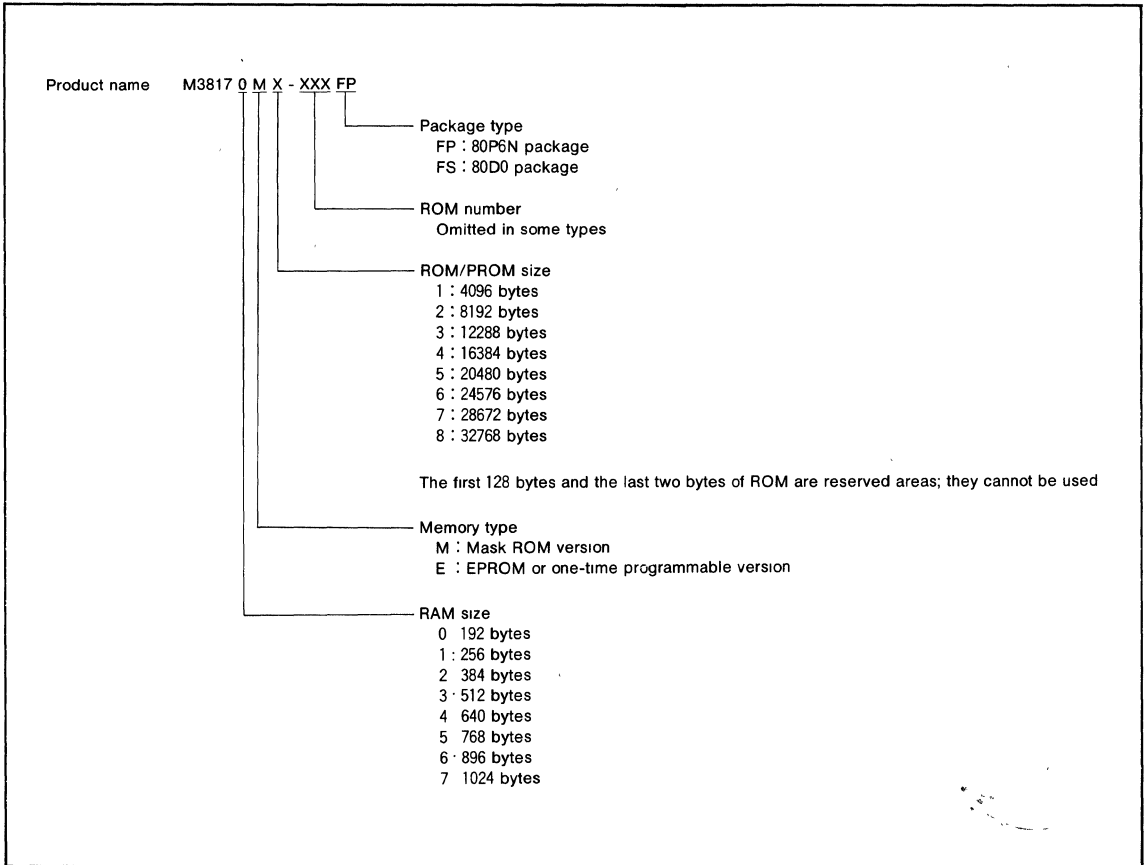 Product name M3817 0 M X - XXX FP
Package type
FP : 80P6N package
FS : 80D0 package
ROM number
Omitted in some types
ROM/PROM size
1 : 4096 bytes
2 : 8192 bytes
3 : 12288 bytes
4 : 16384 bytes
5 : 20480 bytes
6 : 24576 bytes
7 : 28672 bytes
8 : 32768 bytes
The first 128 bytes and the last two bytes of ROM are reserved areas; they cannot be used
Memory type
M : Mask ROM version
E : EPROM or one-time programmable version
RAM size
0 192 bytes
1 : 256 bytes
2 384 bytes
3 · 512 bytes
4 640 bytes
5 768 bytes
6 · 896 bytes
7 1024 bytes